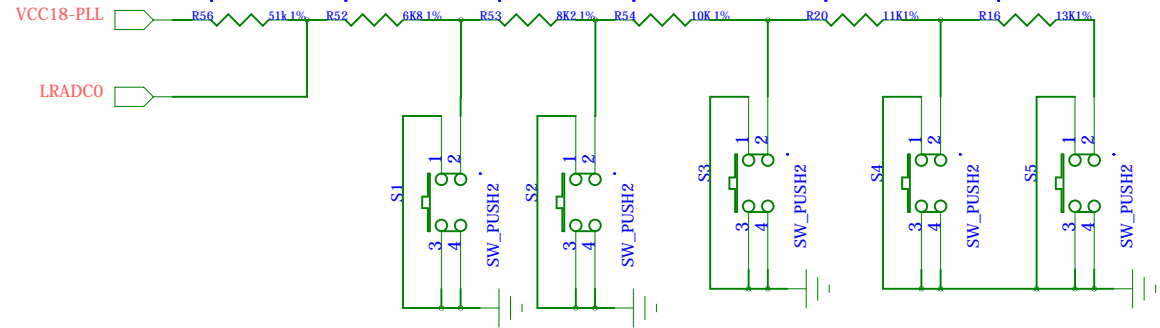 VCC18-PLL
R56 51k 1% R52 6K8 1% R53 8K2 1% R54 10K 1% R20 11K1% R16 13K1%
LRADC0
1 2 1 2 1 2 1 2 1 2
S1 S2 S3 S4 S5
SW_PUSH2 SW_PUSH2 SW_PUSH2 SW_PUSH2 SW_PUSH2
3 4 3 4 3 4 3 4 3 4